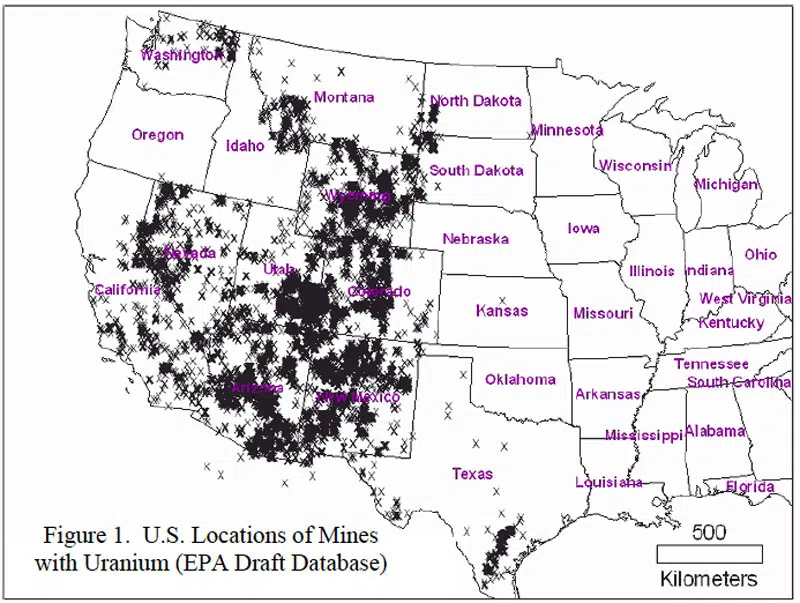 Washington
Montana
North Dakota
Minnesota
Oregon
Idaho
South Dakota
Wisconsin
Michigan
Wyoming
Nebraska
Iowa
Nevada
Utah
Ohio
Illinois
Indiana
California
Colorado
Kansas
Missouri
West Virginia
Kentucky
Tennessee
South Carolina
Arizona
New Mexico
Oklahoma
Arkansas
Mississippi
Alabama
Texas
Louisiana
Florida
Figure 1. U.S. Locations of Mines
with Uranium (EPA Draft Database)
500
Kilometers